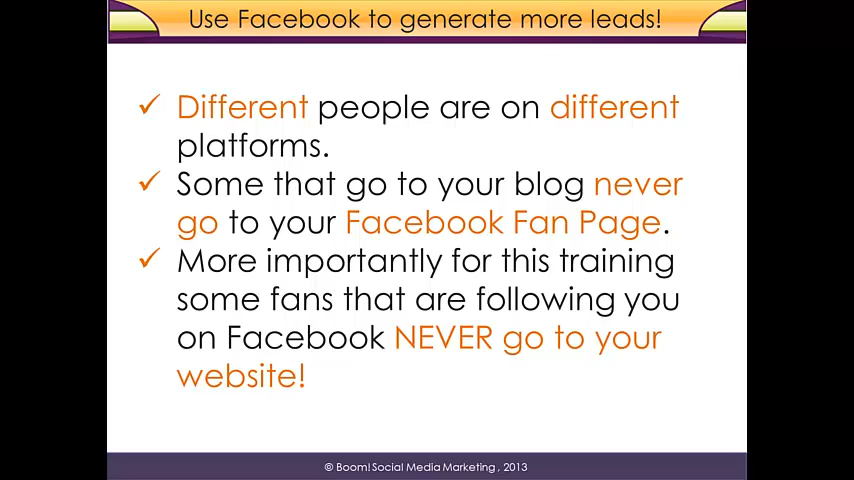 Use Facebook to generate more leads!
✓ Different people are on different
platforms.
✓ Some that go to your blog never
go to your Facebook Fan Page.
✓ More importantly for this training
some fans that are following you
on Facebook NEVER go to your
website!
© Boom! Social Media Marketing , 2013